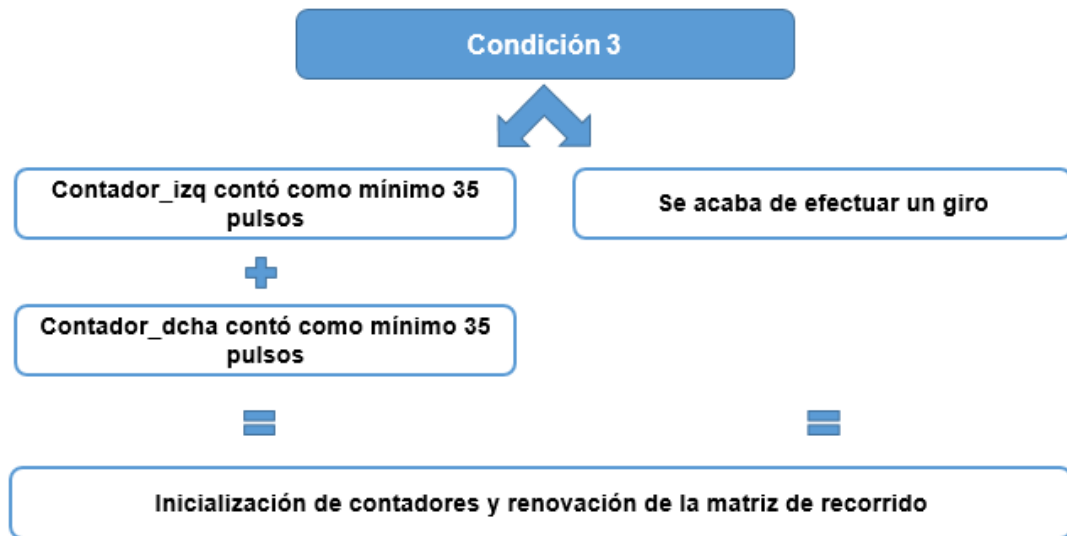 Condición 3
Contador_izq contó como mínimo 35
pulsos
Se acaba de efectuar un giro
Contador_dcha contó como mínimo 35
pulsos
Inicialización de contadores y renovación de la matriz de recorrido